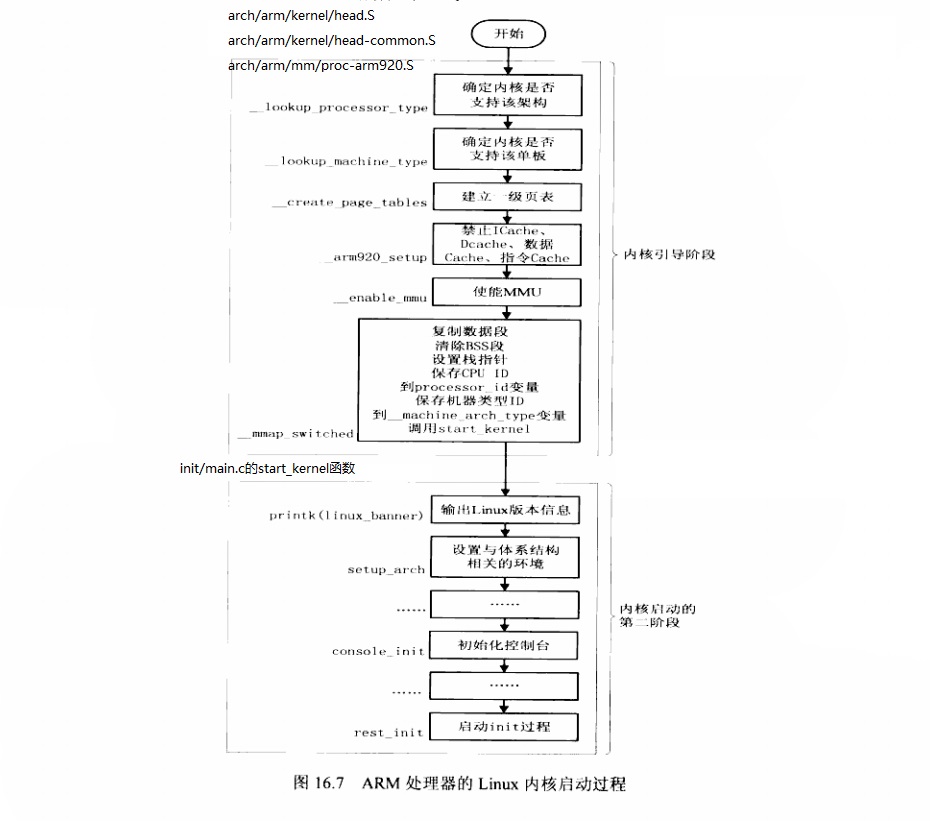 arch/arm/kernel/head.S
开始
arch/arm/kernel/head-common.S
arch/arm/mm/proc-arm920.S
确定内核是否
支持该架构
__lookup_processor_type
确定内核是否
支持该单板
__lookup_machine_type
建立一级页表
__create_page_tables
禁止ICache、
Dcache、数据
Cache、指令Cache
_arm920_setup
内核引导阶段
使能MMU
__enable_mmu
复制数据段
清除BSS段
设置栈指针
保存CPU ID
到processor_id变量
保存机器类型ID
到__machine_arch_type变量
调用start_kernel
__mmap_switched
init/main.c的start_kernel函数
输出Linux版本信息
printk(linux_banner)
设置与体系结构
相关的环境
setup_arch
……
……
内核启动的
第二阶段
初始化控制台
console_init
……
……
启动init过程
rest_init
图 16.7 ARM 处理器的 Linux 内核启动过程